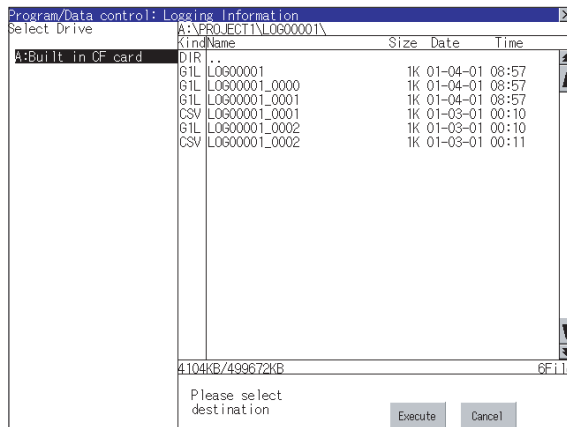 Program/Data control: Logging Information
Select Drive
A:\PROJECT1\LOG00001\
Kind Name Size Date Time
A:Built in CF card
DIR ..
G1L LOG00001 1K 01-04-01 08:57
G1L LOG00001_0000 1K 01-04-01 08:57
G1L LOG00001_0001 1K 01-04-01 08:57
CSV LOG00001_0001 1K 01-03-01 00:10
G1L LOG00001_0002 1K 01-03-01 00:10
CSV LOG00001_0002 1K 01-03-01 00:11
4104KB/499672KB 6Fil
Please select
destination
Execute Cancel